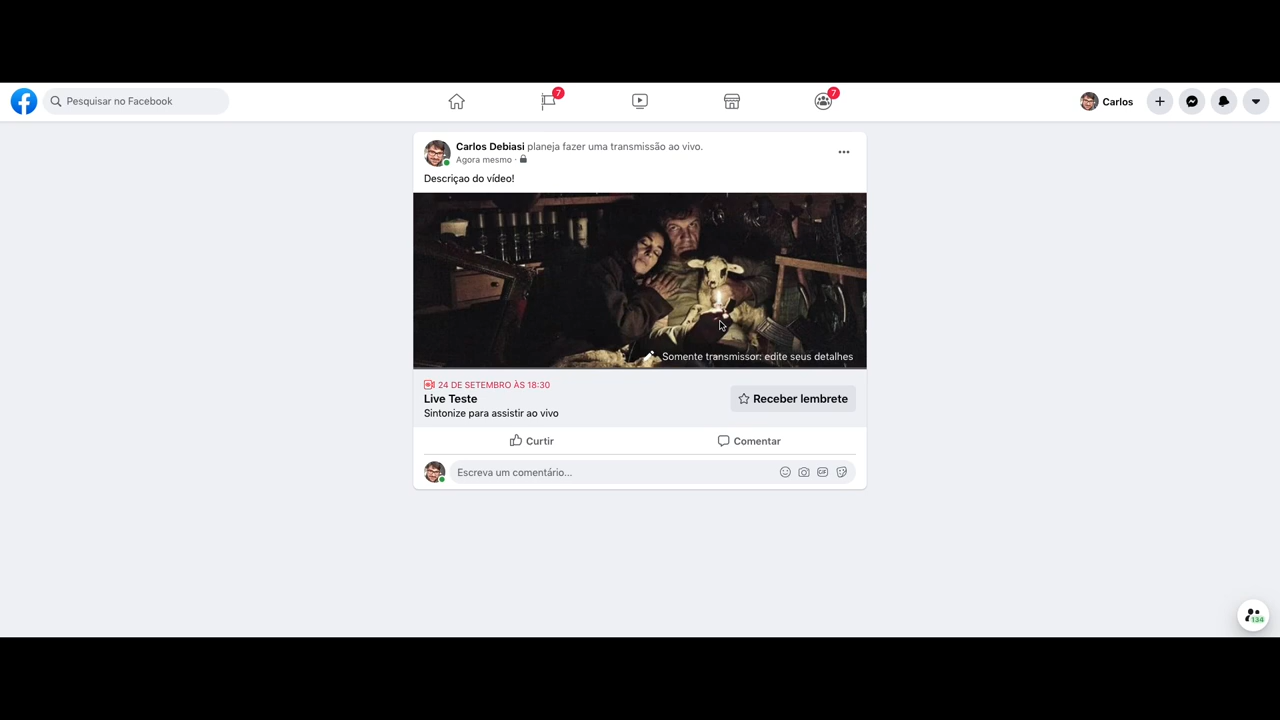 Pesquisar no Facebook
7
7
Carlos
Carlos Debiasi planeja fazer uma transmissão ao vivo.
Agora mesmo ·
Descriçao do vídeo!
Somente transmissor: edite seus detalhes
24 DE SETEMBRO ÀS 18:30
Live Teste
Sintonize para assistir ao vivo
Receber lembrete
Curtir
Comentar
Escreva um comentário...
GIF
134